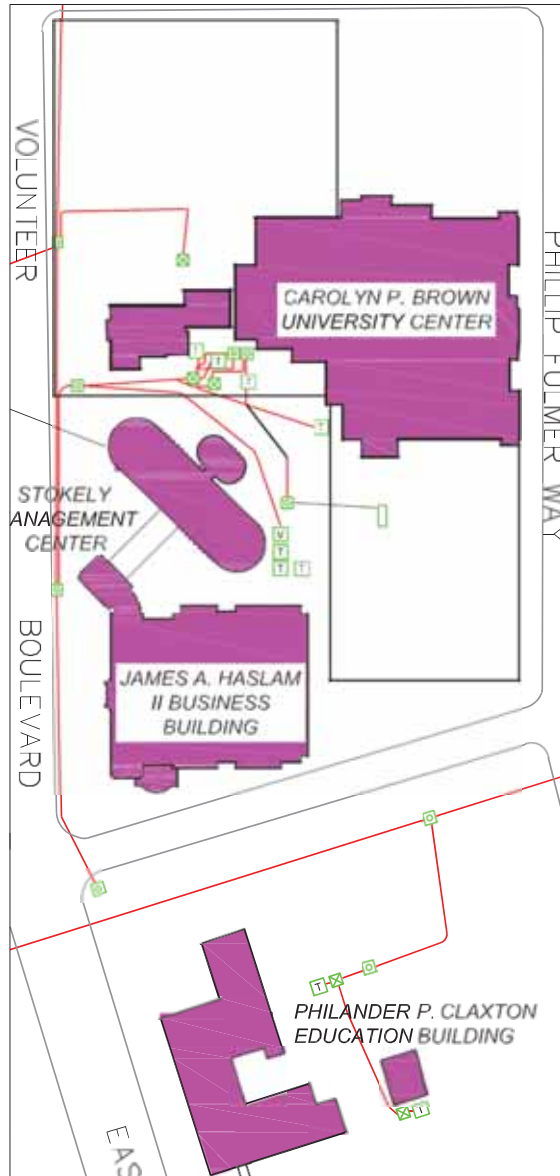 VOLUNTEER
BOULEVARD
PHILLIP FULMER WAY
CAROLYN P. BROWN
UNIVERSITY CENTER
T
T
T
T
STOKELY
ANAGEMENT
CENTER
V
T
T
T
JAMES A. HASLAM
II BUSINESS
BUILDING
T
PHILANDER P. CLAXTON
EDUCATION BUILDING
T
EAS